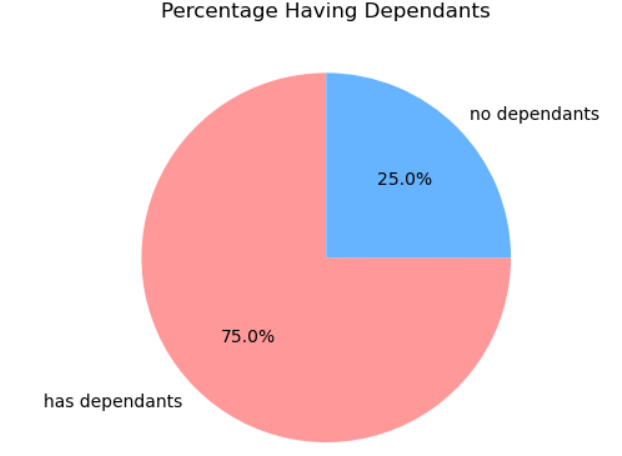 Percentage Having Dependants
no dependants
25.0%
75.0%
has dependants